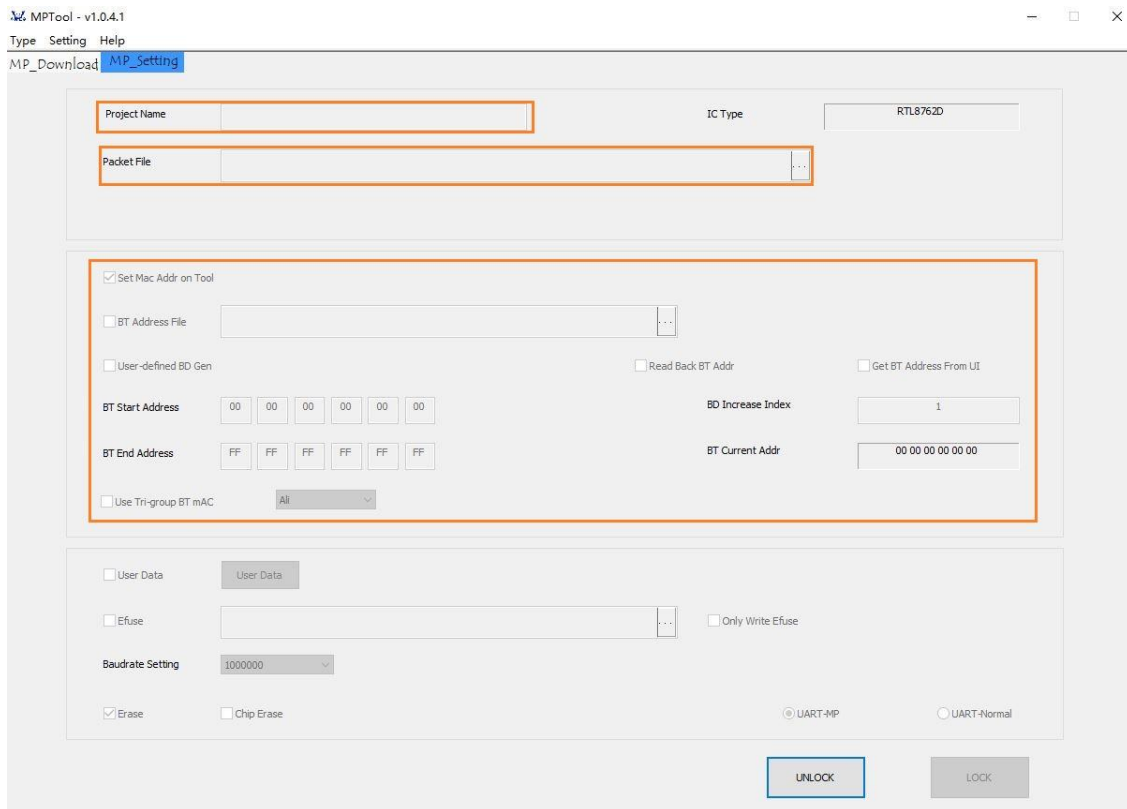 MPTool - v1.0.4.1
Type Setting Help
MP_Download MP_Setting
Project Name IC Type RTL8762D
Packet File ...
Set Mac Addr on Tool
BT Address File ...
User-defined BD Gen Read Back BT Addr Get BT Address From UI
BT Start Address 00 00 00 00 00 00 BD Increase Index 1
BT End Address FF FF FF FF FF FF BT Current Addr 00 00 00 00 00 00
Use Tri-group BT mAC Ali
User Data User Data
Efuse ... Only Write Efuse
Baudrate Setting 1000000
Erase Chip Erase UART-MP UART-Normal
UNLOCK LOCK